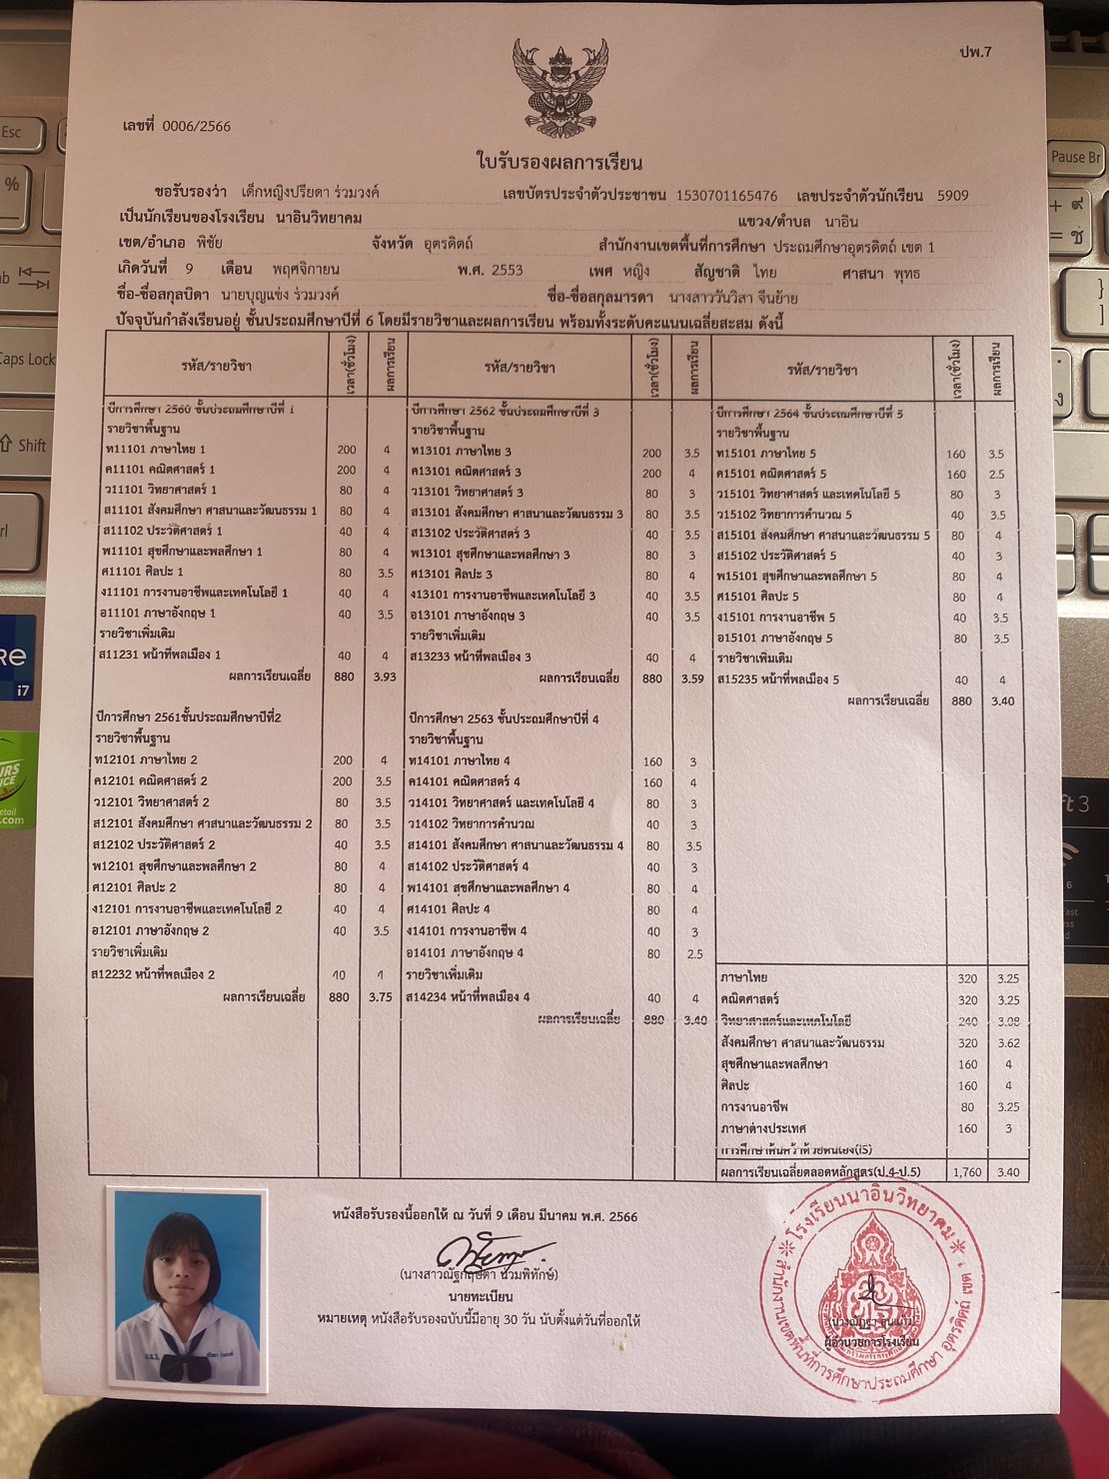 ปพ.7
เลขที่ 0006/2566
ใบรับรองผลการเรียน
ขอรับรองว่า เด็กหญิงปรียดา ร่วมวงค์ เลขบัตรประจำตัวประชาชน 1530701165476 เลขประจำตัวนักเรียน 5909
เป็นนักเรียนของโรงเรียน นาอินวิทยาคม แขวง/ตำบล นาอิน
เขต/อำเภอ พิชัย จังหวัด อุตรดิตถ์ สำนักงานเขตพื้นที่การศึกษา ประถมศึกษาอุตรดิตถ์ เขต 1
เกิดวันที่ 9 เดือน พฤศจิกายน พ.ศ. 2553 เพศ หญิง สัญชาติ ไทย ศาสนา พุทธ
ชื่อ-ชื่อสกุลบิดา นายบุญแข่ง ร่วมวงค์ ชื่อ-ชื่อสกุลมารดา นางสาววันวิสา จีนย้าย
ปัจจุบันกำลังเรียนอยู่ ชั้นประถมศึกษาปีที่ 6 โดยมีรายวิชาและผลการเรียน พร้อมทั้งระดับคะแนนเฉลี่ยสะสม ดังนี้
รหัส/รายวิชา เวลา(ชั่วโมง) ผลการเรียน
ปีการศึกษา 2560 ชั้นประถมศึกษาปีที่ 1
รายวิชาพื้นฐาน
ท11101 ภาษาไทย 1 200 4
ค11101 คณิตศาสตร์ 1 200 4
ว11101 วิทยาศาสตร์ 1 80 4
ส11101 สังคมศึกษา ศาสนาและวัฒนธรรม 1 80 4
ส11102 ประวัติศาสตร์ 1 40 4
พ11101 สุขศึกษาและพลศึกษา 1 80 4
ศ11101 ศิลปะ 1 80 3.5
ง11101 การงานอาชีพและเทคโนโลยี 1 40 4
อ11101 ภาษาอังกฤษ 1 40 3.5
รายวิชาเพิ่มเติม
ส11231 หน้าที่พลเมือง 1 40 4
ผลการเรียนเฉลี่ย 880 3.93
ปีการศึกษา 2561ชั้นประถมศึกษาปีที่2
รายวิชาพื้นฐาน
ท12101 ภาษาไทย 2 200 4
ค12101 คณิตศาสตร์ 2 200 3.5
ว12101 วิทยาศาสตร์ 2 80 3.5
ส12101 สังคมศึกษา ศาสนาและวัฒนธรรม 2 80 3.5
ส12102 ประวัติศาสตร์ 2 40 3.5
พ12101 สุขศึกษาและพลศึกษา 2 80 4
ศ12101 ศิลปะ 2 80 4
ง12101 การงานอาชีพและเทคโนโลยี 2 40 4
อ12101 ภาษาอังกฤษ 2 40 3.5
รายวิชาเพิ่มเติม
ส12232 หน้าที่พลเมือง 2 40 4
ผลการเรียนเฉลี่ย 880 3.75
รหัส/รายวิชา เวลา(ชั่วโมง) ผลการเรียน
ปีการศึกษา 2562 ชั้นประถมศึกษาปีที่ 3
รายวิชาพื้นฐาน
ท13101 ภาษาไทย 3 200 3.5
ค13101 คณิตศาสตร์ 3 200 4
ว13101 วิทยาศาสตร์ 3 80 3
ส13101 สังคมศึกษา ศาสนาและวัฒนธรรม 3 80 3.5
ส13102 ประวัติศาสตร์ 3 40 3.5
พ13101 สุขศึกษาและพลศึกษา 3 80 3
ศ13101 ศิลปะ 3 80 4
ง13101 การงานอาชีพและเทคโนโลยี 3 40 3.5
อ13101 ภาษาอังกฤษ 3 40 3.5
รายวิชาเพิ่มเติม
ส13233 หน้าที่พลเมือง 3 40 4
ผลการเรียนเฉลี่ย 880 3.59
ปีการศึกษา 2563 ชั้นประถมศึกษาปีที่ 4
รายวิชาพื้นฐาน
ท14101 ภาษาไทย 4 160 3
ค14101 คณิตศาสตร์ 4 160 4
ว14101 วิทยาศาสตร์ และเทคโนโลยี 4 80 3
ว14102 วิทยาการคำนวณ 40 3
ส14101 สังคมศึกษา ศาสนาและวัฒนธรรม 4 80 3.5
ส14102 ประวัติศาสตร์ 4 40 3
พ14101 สุขศึกษาและพลศึกษา 4 80 4
ศ14101 ศิลปะ 4 80 4
ง14101 การงานอาชีพ 4 40 3
อ14101 ภาษาอังกฤษ 4 80 2.5
รายวิชาเพิ่มเติม
ส14234 หน้าที่พลเมือง 4 40 4
ผลการเรียนเฉลี่ย 880 3.40
รหัส/รายวิชา เวลา(ชั่วโมง) ผลการเรียน
ปีการศึกษา 2564 ชั้นประถมศึกษาปีที่ 5
รายวิชาพื้นฐาน
ท15101 ภาษาไทย 5 160 3.5
ค15101 คณิตศาสตร์ 5 160 2.5
ว15101 วิทยาศาสตร์ และเทคโนโลยี 5 80 3
ว15102 วิทยาการคำนวณ 5 40 3.5
ส15101 สังคมศึกษา ศาสนาและวัฒนธรรม 5 80 4
ส15102 ประวัติศาสตร์ 5 40 3
พ15101 สุขศึกษาและพลศึกษา 5 80 4
ศ15101 ศิลปะ 5 80 4
ง15101 การงานอาชีพ 5 40 3.5
อ15101 ภาษาอังกฤษ 5 80 3.5
รายวิชาเพิ่มเติม
ส15235 หน้าที่พลเมือง 5 40 4
ผลการเรียนเฉลี่ย 880 3.40
ภาษาไทย 320 3.25
คณิตศาสตร์ 320 3.25
วิทยาศาสตร์และเทคโนโลยี 240 3.08
สังคมศึกษา ศาสนาและวัฒนธรรม 320 3.62
สุขศึกษาและพลศึกษา 160 4
ศิลปะ 160 4
การงานอาชีพ 80 3.25
ภาษาต่างประเทศ 160 3
การศึกษาค้นคว้าด้วยตนเอง(IS)
ผลการเรียนเฉลี่ยตลอดหลักสูตร(ป.4-ป.5) 1,760 3.40
หนังสือรับรองนี้ออกให้ ณ วันที่ 9 เดือน มีนาคม พ.ศ. 2566
(นางสาวณัฐกฤษตา น่วมพิทักษ์)
นายทะเบียน
หมายเหตุ หนังสือรับรองฉบับนี้มีอายุ 30 วัน นับตั้งแต่วันที่ออกให้
โรงเรียนนาอินวิทยาคม
สำนักงานเขตพื้นที่การศึกษาประถมศึกษา อุตรดิตถ์ เขต 1
ผู้อำนวยการโรงเรียน
Esc
%
Caps Lock
Shift
i7
Pause Br
+ ๙
= ช